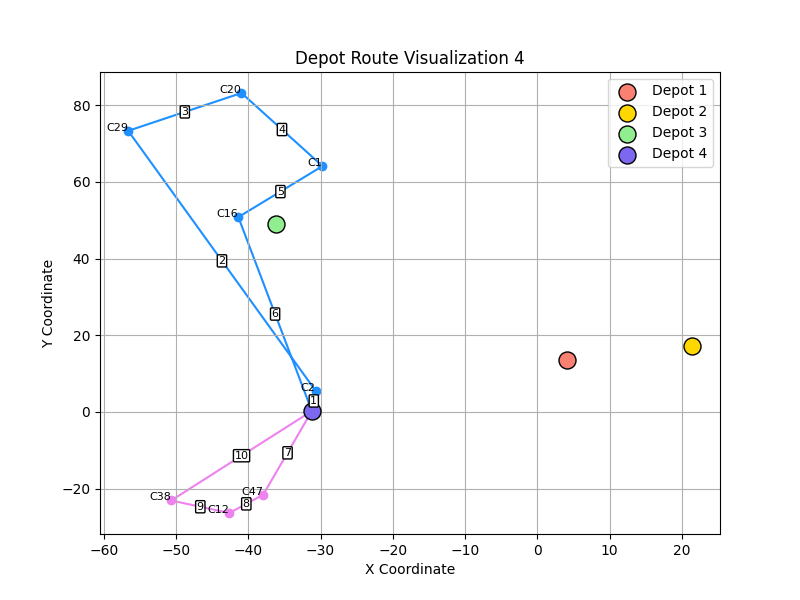 Depot Route Visualization 4
Depot 1
Depot 2
Depot 3
Depot 4
Y Coordinate
80
60
40
20
0
−20
C20
3
C29
4
C1
5
C16
2
6
C2
1
10
7
C38
C47
9
C12
8
−60
−50
−40
−30
−20
−10
0
10
20
X Coordinate